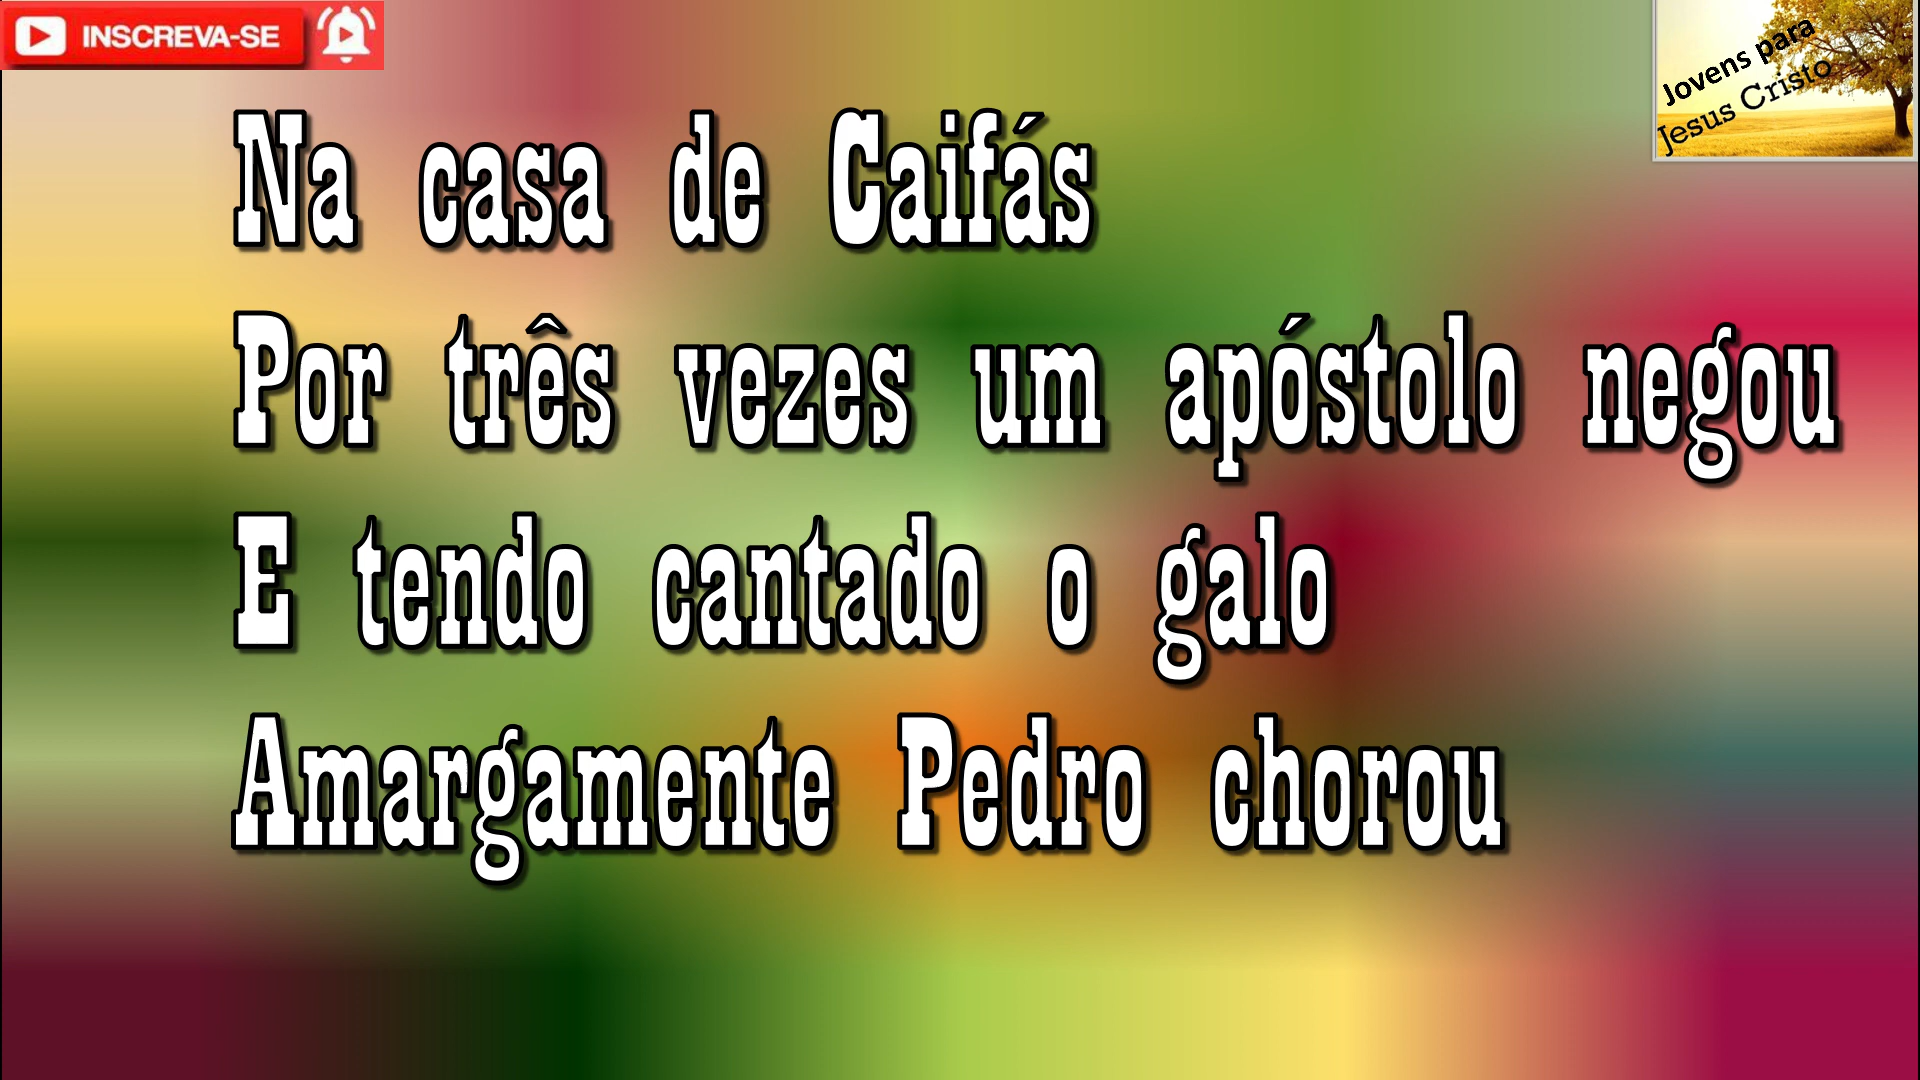 INSCREVA-SE
Jovens para
Jesus Cristo
Na casa de Caifás
Por três vezes um apóstolo negou
E tendo cantado o galo
Amargamente Pedro chorou